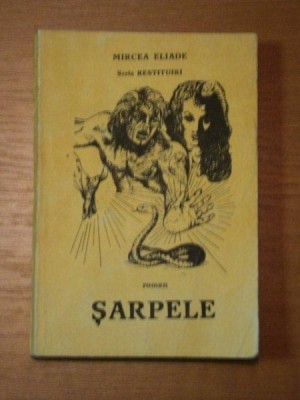 MIRCEA ELIADE
Seria RESTITUIRI
roman
ŞARPELE